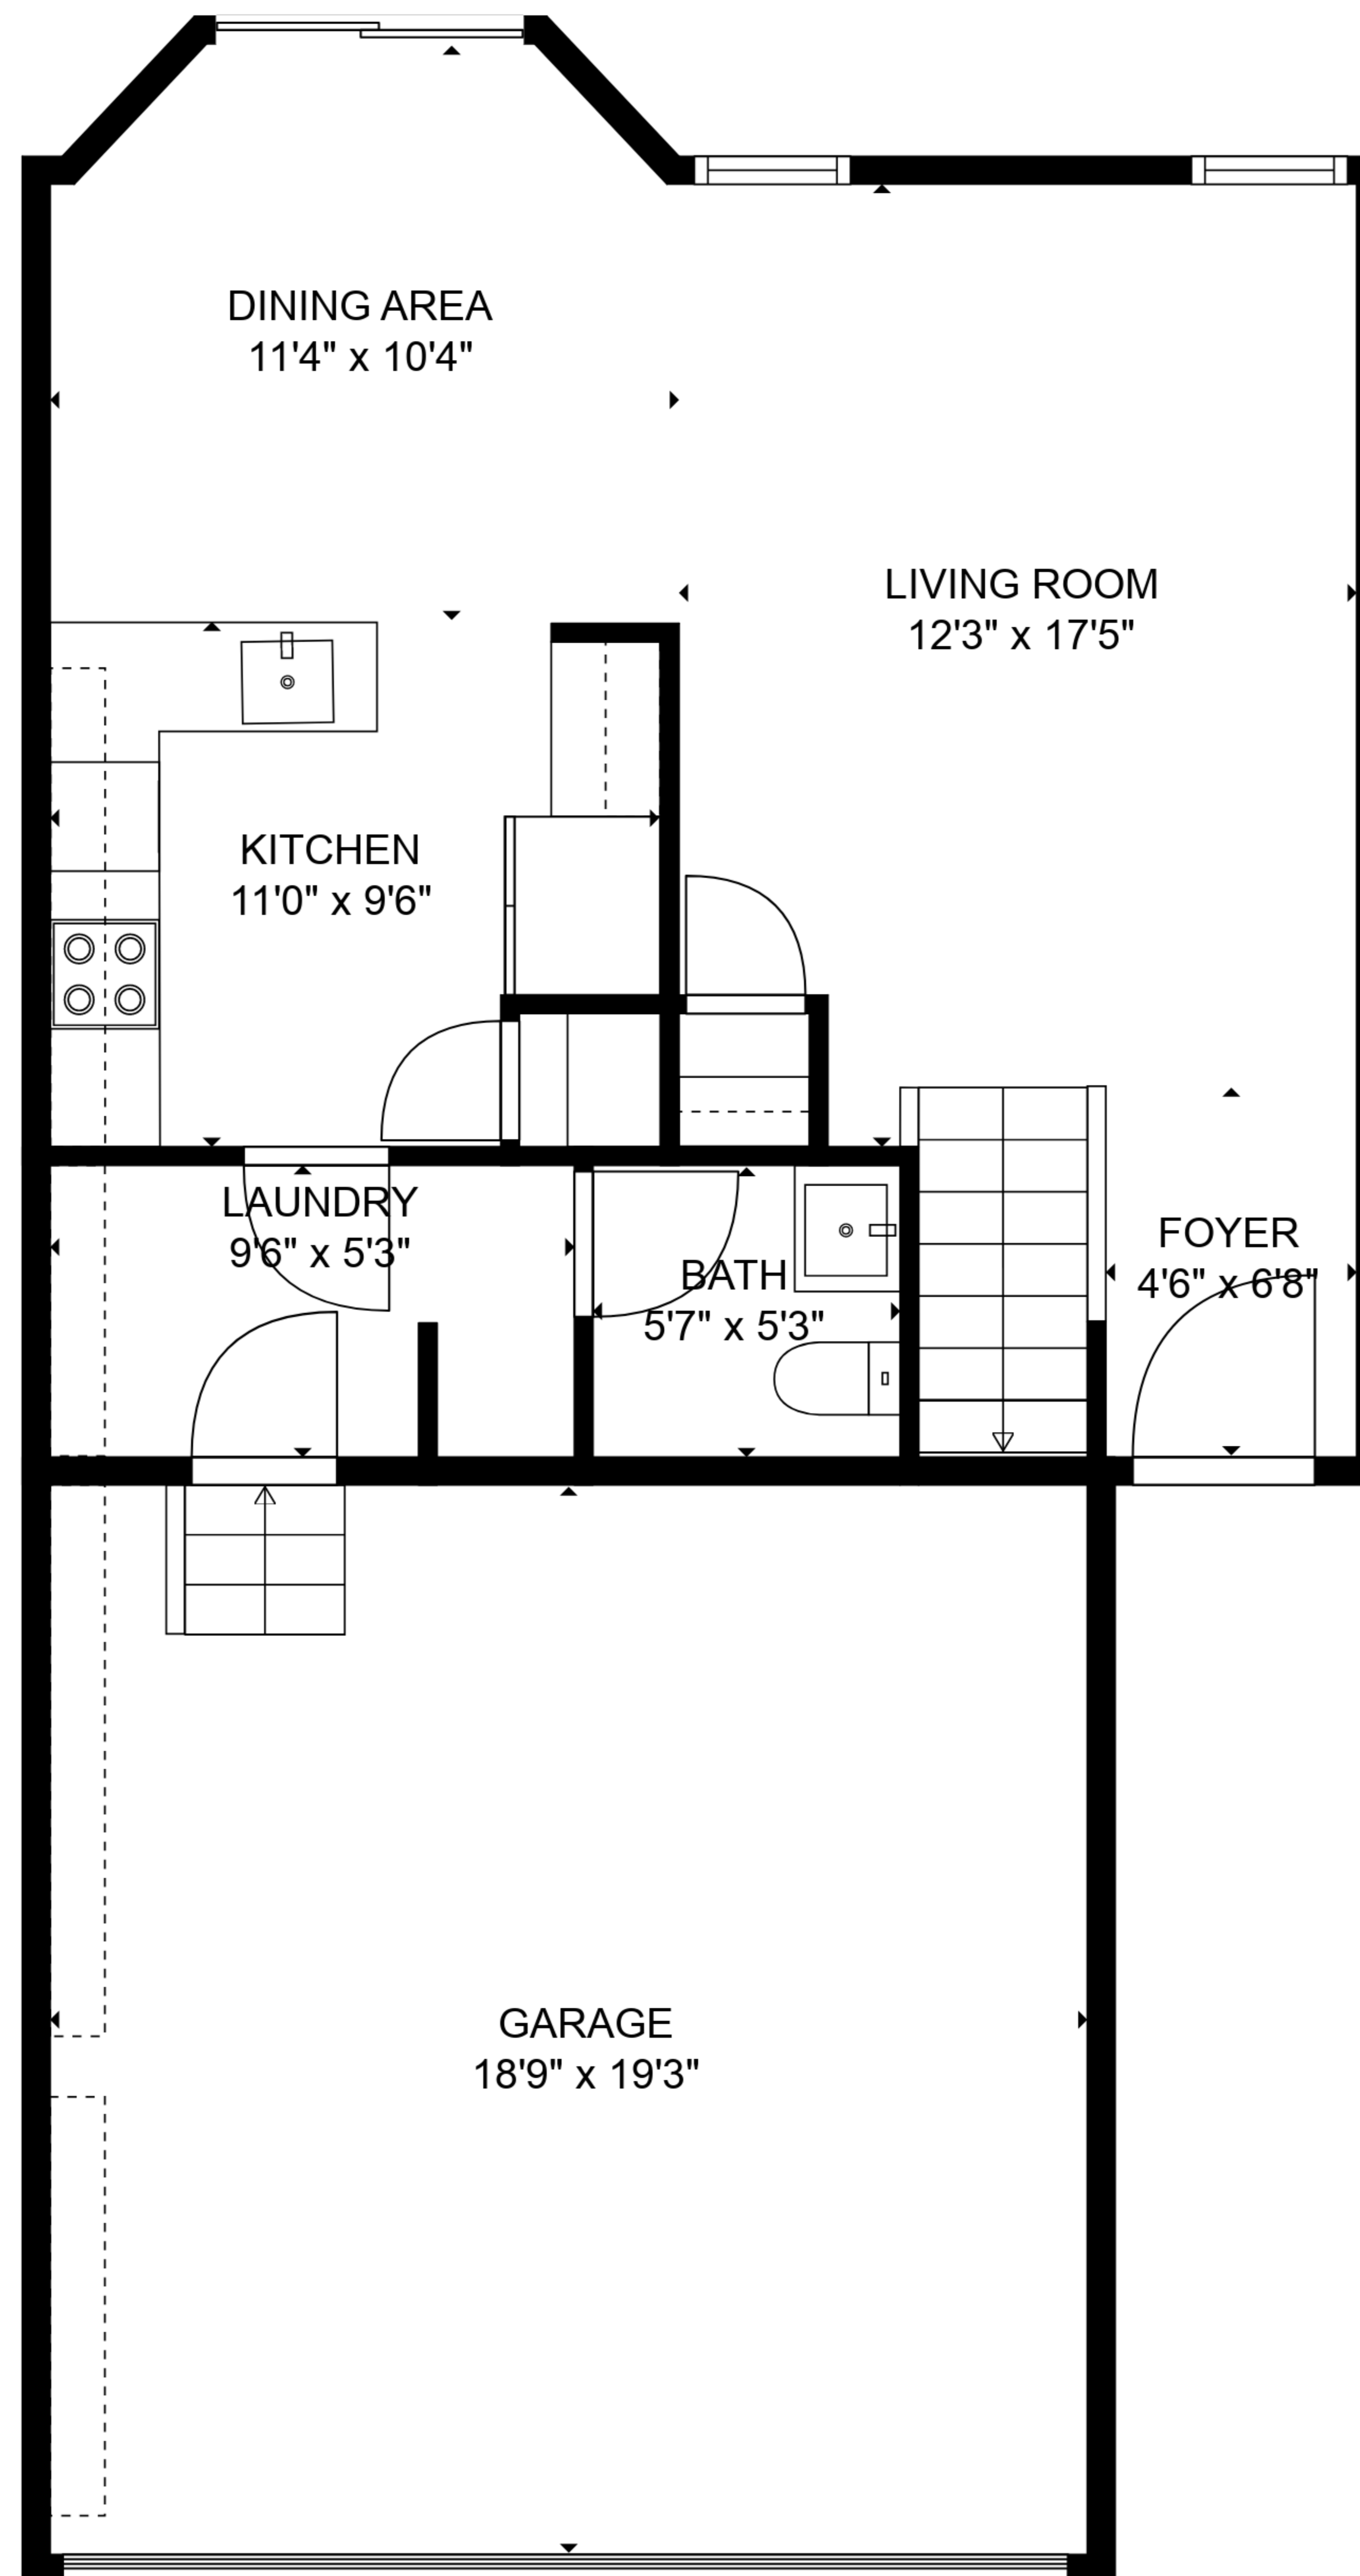 DINING AREA
11'4" x 10'4"
LIVING ROOM
12'3" x 17'5"
KITCHEN
11'0" x 9'6"
LAUNDRY
9'6" x 5'3"
BATH
5'7" x 5'3"
FOYER
4'6" x 6'8"
GARAGE
18'9" x 19'3"